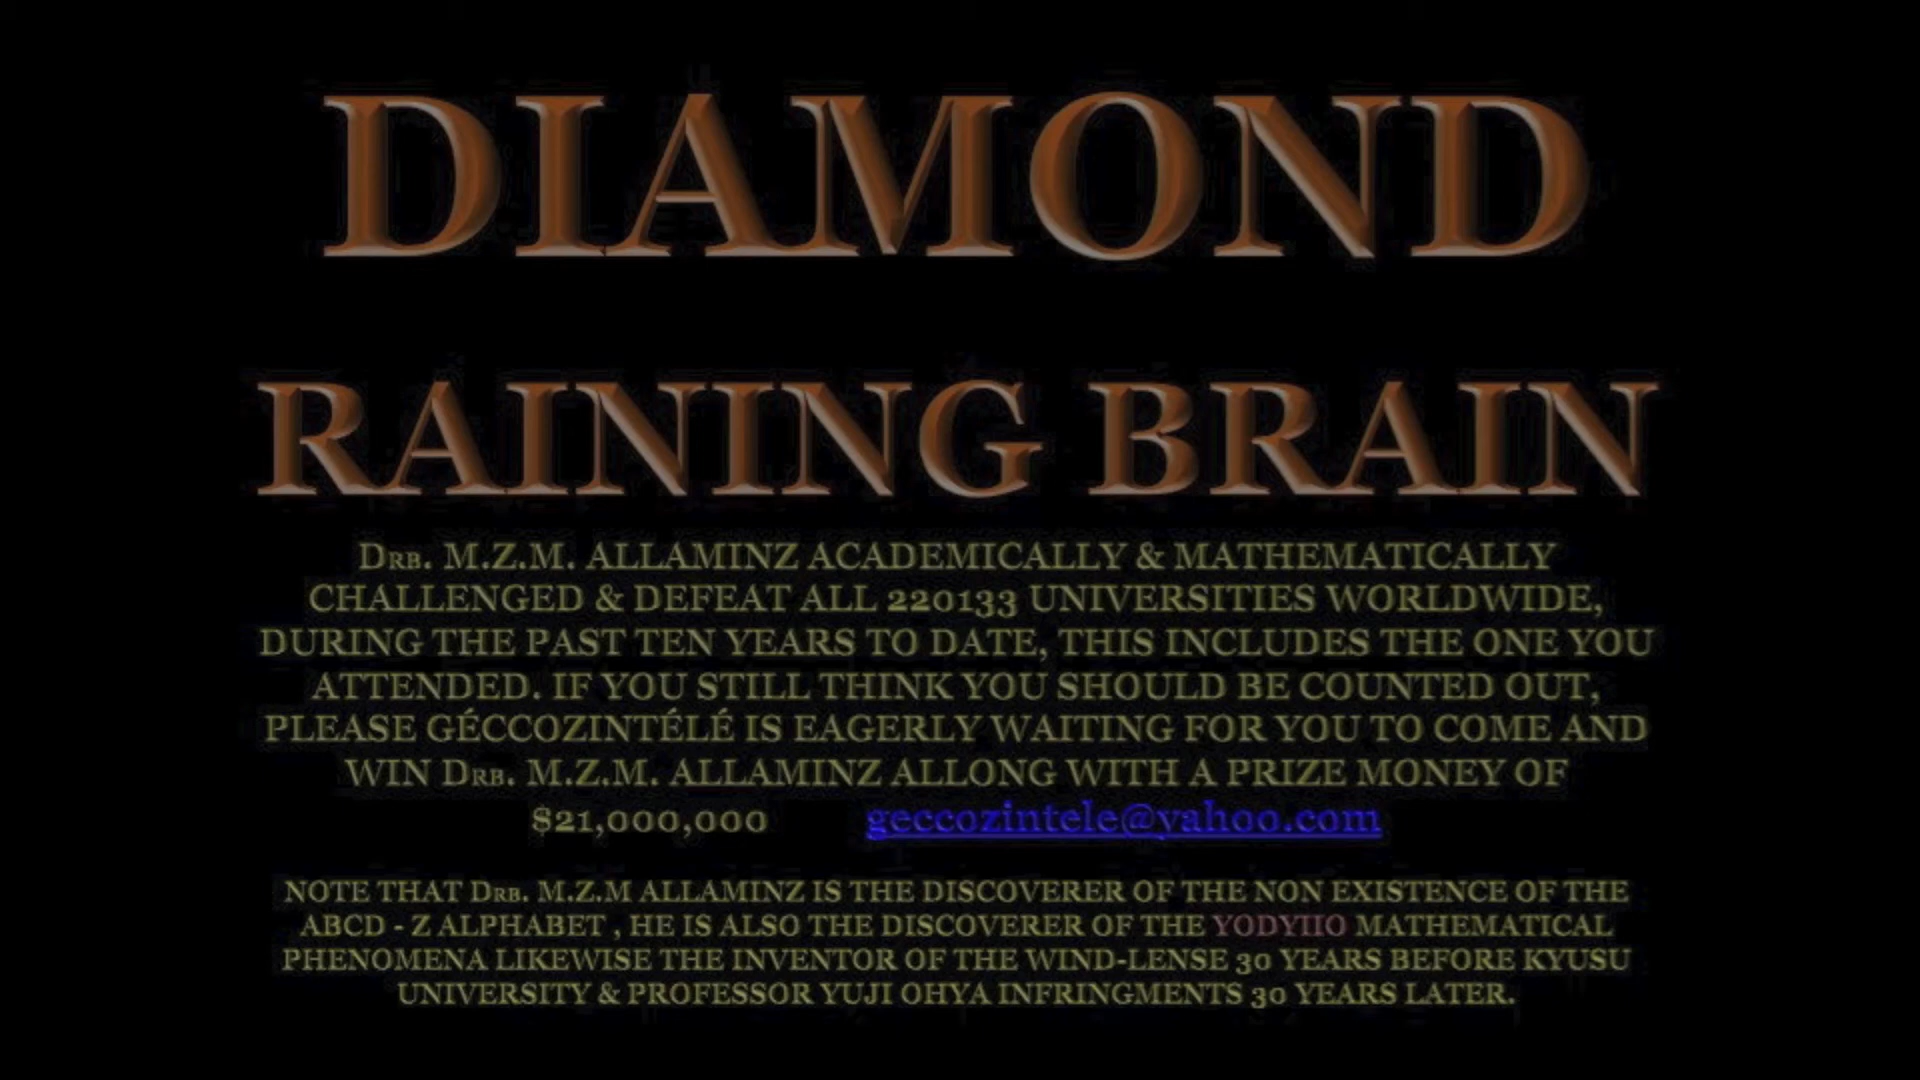 DIAMOND
RAINING BRAIN
DRB. M.Z.M. ALLAMINZ ACADEMICALLY & MATHEMATICALLY
CHALLENGED & DEFEAT ALL 220133 UNIVERSITIES WORLDWIDE,
DURING THE PAST TEN YEARS TO DATE, THIS INCLUDES THE ONE YOU
ATTENDED. IF YOU STILL THINK YOU SHOULD BE COUNTED OUT,
PLEASE GÉCCOZINTÉLÉ IS EAGERLY WAITING FOR YOU TO COME AND
WIN DRB. M.Z.M. ALLAMINZ ALLONG WITH A PRIZE MONEY OF
$21,000,000 geccozintele@yahoo.com
NOTE THAT DRB. M.Z.M ALLAMINZ IS THE DISCOVERER OF THE NON EXISTENCE OF THE
ABCD - Z ALPHABET , HE IS ALSO THE DISCOVERER OF THE YODYIIO MATHEMATICAL
PHENOMENA LIKEWISE THE INVENTOR OF THE WIND-LENSE 30 YEARS BEFORE KYUSU
UNIVERSITY & PROFESSOR YUJI OHYA INFRINGMENTS 30 YEARS LATER.